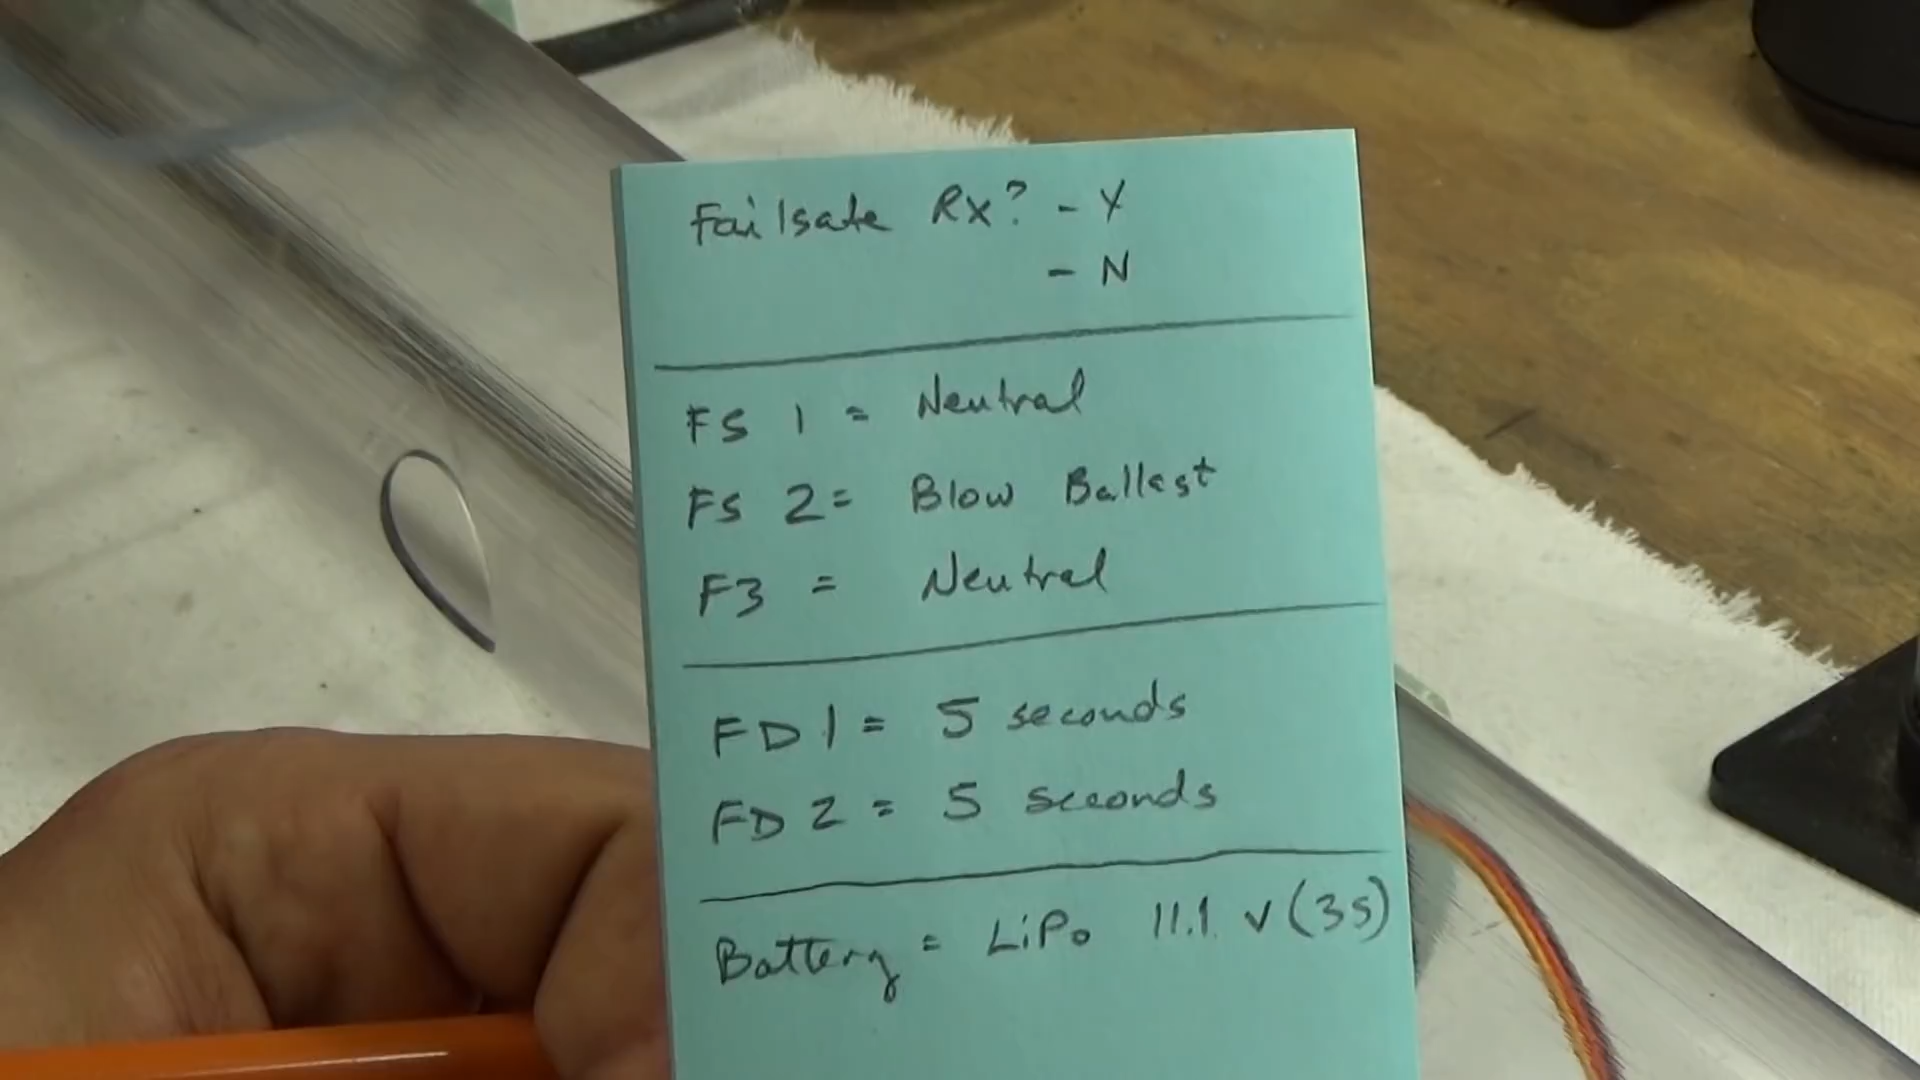 Failsafe Rx? - Y
- N
FS 1 = Neutral
FS 2 = Blow Ballast
F3 = Neutral
FD 1 = 5 seconds
FD 2 = 5 seconds
Battery = LiPo 11.1 v (3s)